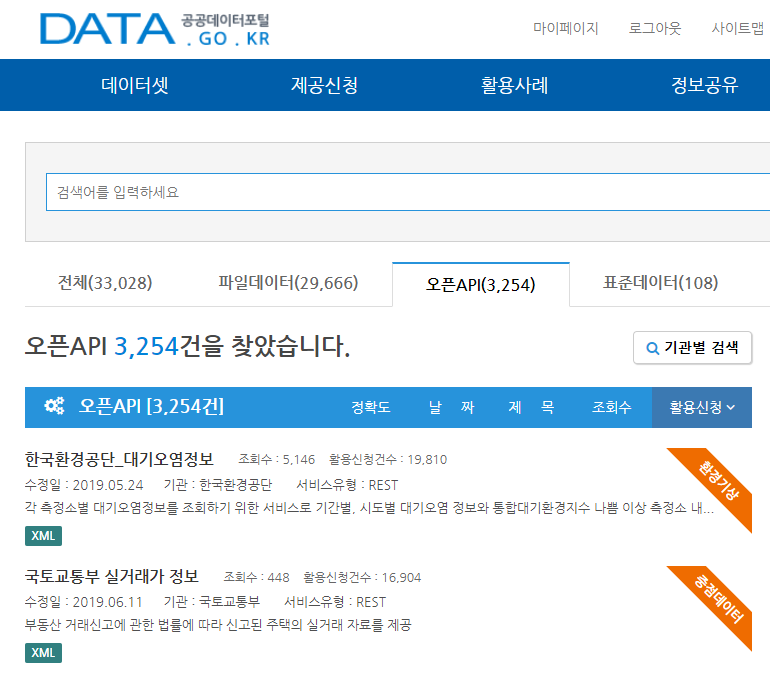 DATA 공공데이터포털
. GO . KR
마이페이지 로그아웃 사이트맵
데이터셋 제공신청 활용사례 정보공유
검색어를 입력하세요
전체(33,028) 파일데이터(29,666) 오픈API(3,254) 표준데이터(108)
오픈API 3,254건을 찾았습니다. 기관별 검색
오픈API [3,254건] 정확도 날 짜 제 목 조회수 활용신청
한국환경공단_대기오염정보 조회수 : 5,146 활용신청건수 : 19,810
환경기상
수정일 : 2019.05.24 기관 : 한국환경공단 서비스유형 : REST
각 측정소별 대기오염정보를 조회하기 위한 서비스로 기간별, 시도별 대기오염 정보와 통합대기환경지수 나쁨 이상 측정소 내...
XML
국토교통부 실거래가 정보 조회수 : 448 활용신청건수 : 16,904
중점데이터
수정일 : 2019.06.11 기관 : 국토교통부 서비스유형 : REST
부동산 거래신고에 관한 법률에 따라 신고된 주택의 실거래 자료를 제공
XML